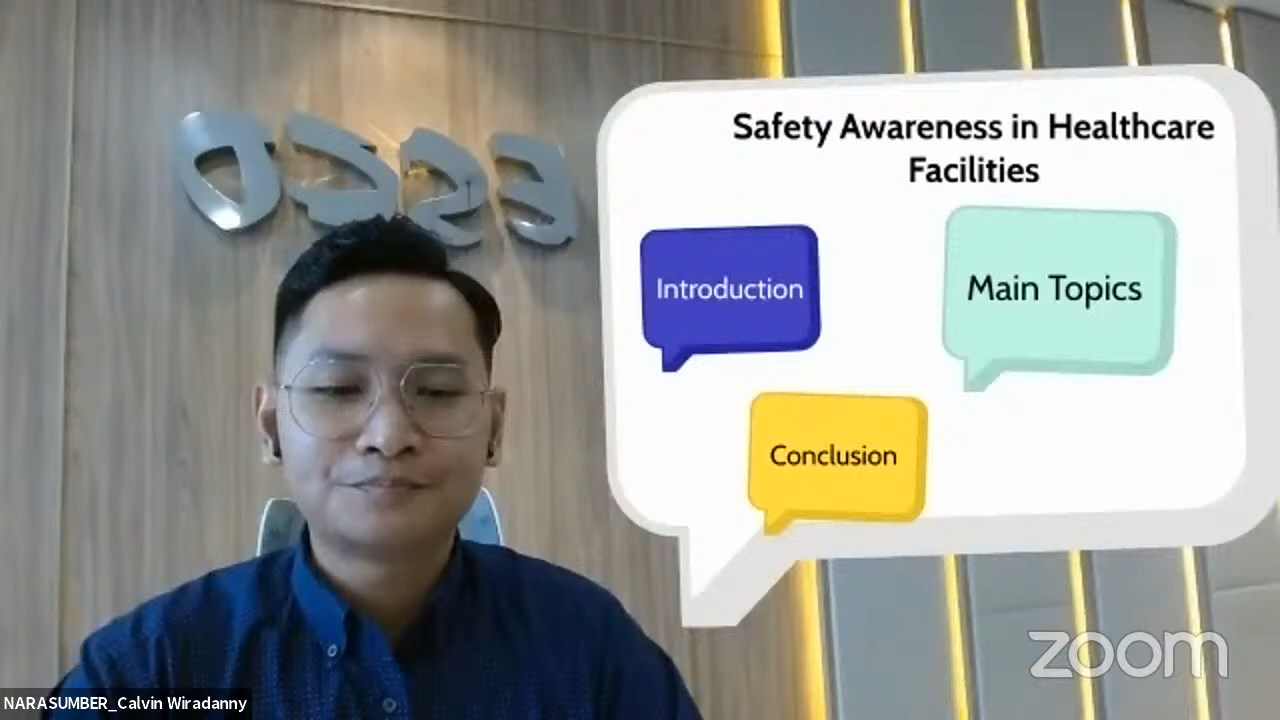 Safety Awareness in Healthcare
Facilities
Introduction
Main Topics
Conclusion
zoom
NARASUMBER_Calvin Wiradanny